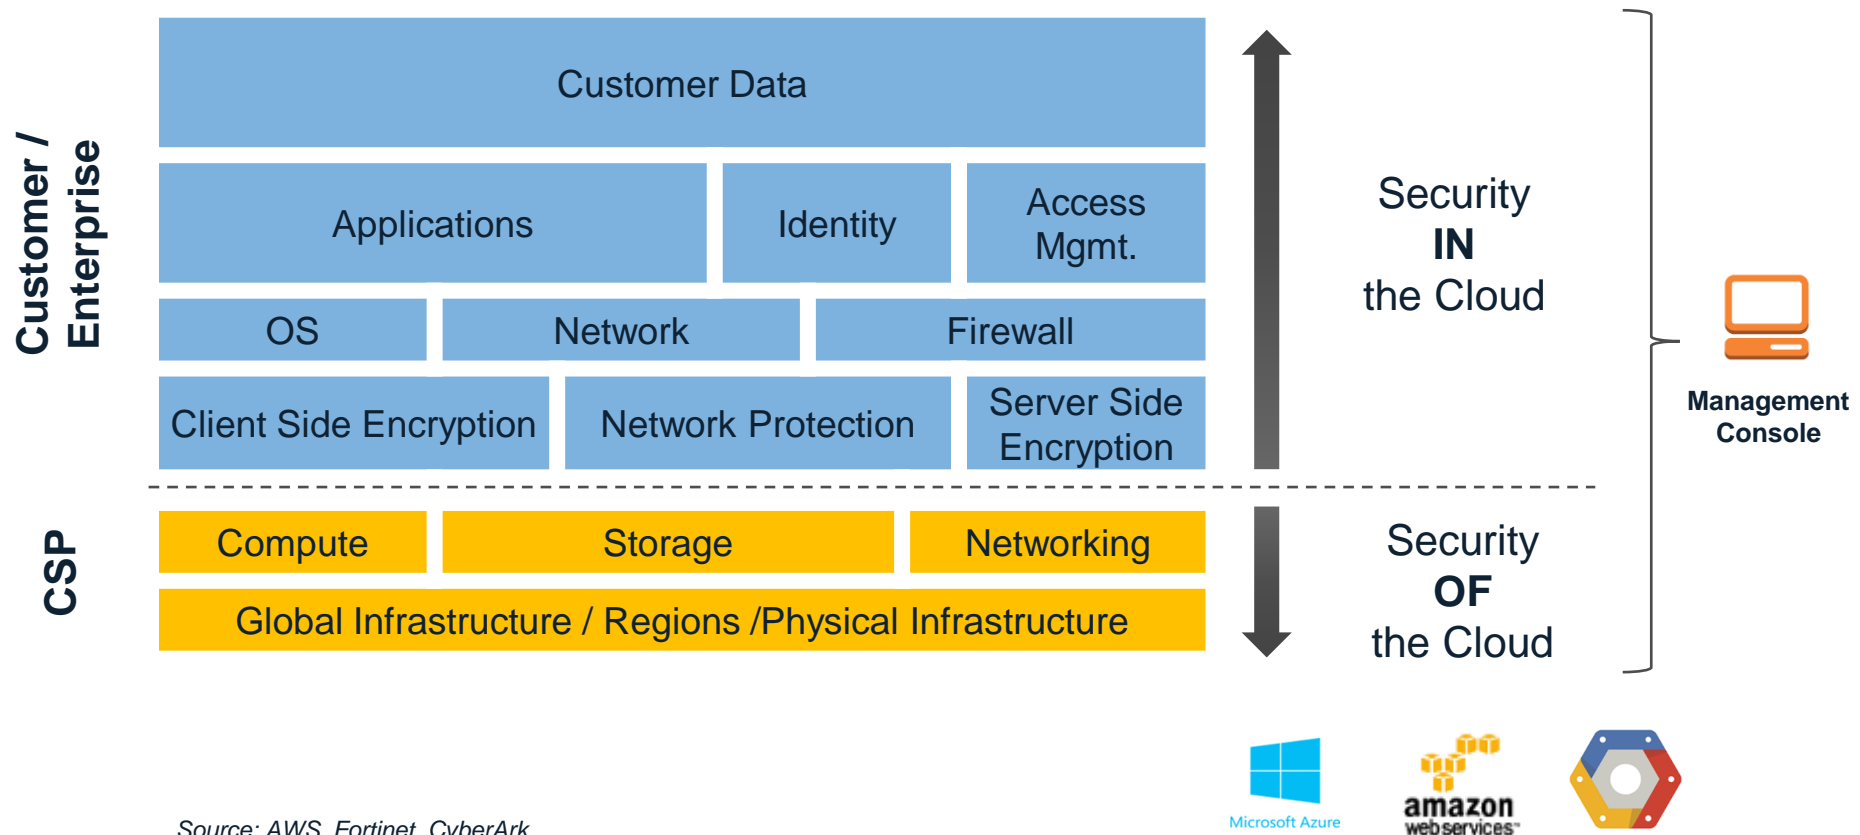 Customer /
Enterprise
Customer Data
Applications
Identity
Access
Mgmt.
OS
Network
Firewall
Client Side Encryption
Network Protection
Server Side
Encryption
Security
IN
the Cloud
Management
Console
CSP
Compute
Storage
Networking
Global Infrastructure / Regions /Physical Infrastructure
Security
OF
the Cloud
Microsoft Azure
amazon
webservices™
Source: AWS, Fortinet, CyberArk